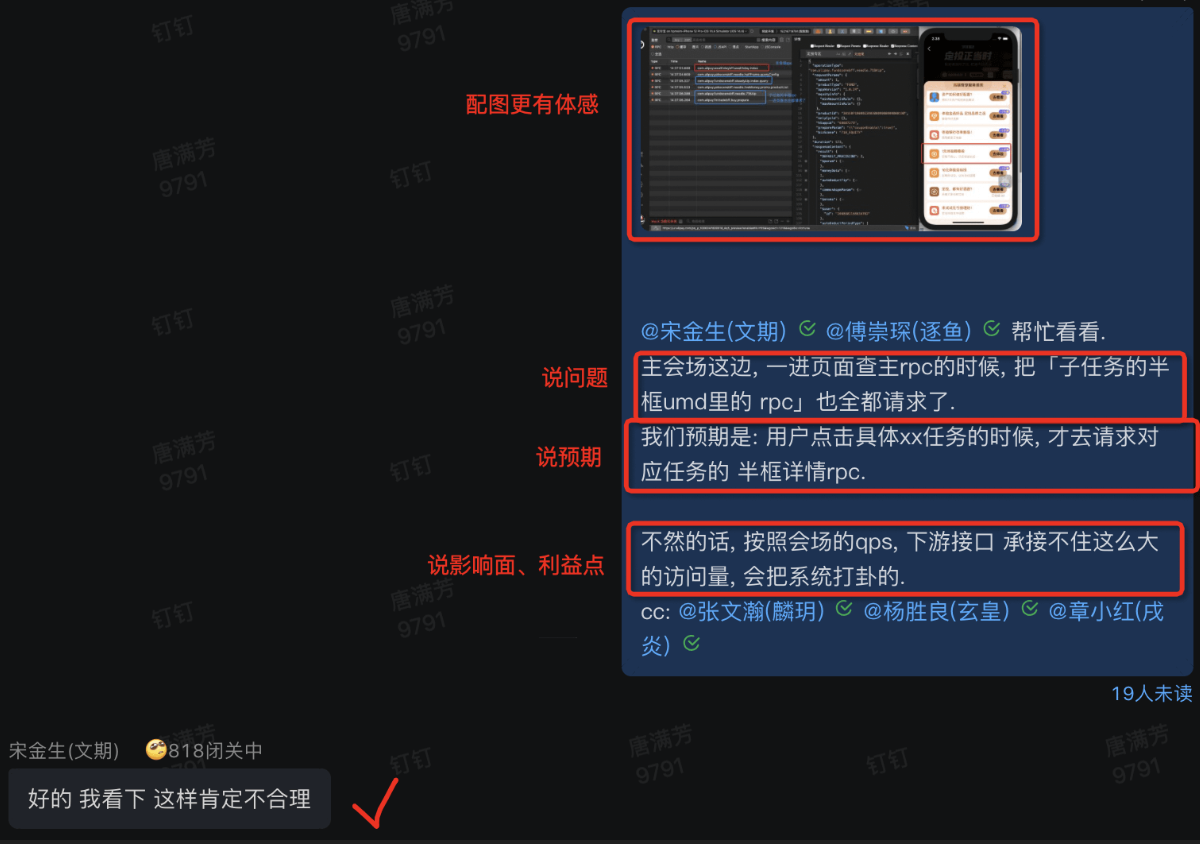 配图更有体感
@宋金生(文期) @傅崇琛(逐鱼) 帮忙看看.
说问题
主会场这边, 一进页面查主rpc的时候, 把「子任务的半
框umd里的 rpc」也全都请求了.
说预期
我们预期是: 用户点击具体xx任务的时候, 才去请求对
应任务的 半框详情rpc.
说影响面、利益点
不然的话, 按照会场的qps, 下游接口 承接不住这么大
的访问量, 会把系统打卦的.
cc: @张文瀚(麟玥) @杨胜良(玄皇) @章小红(戌
炎)
19人未读
宋金生(文期) 818闭关中
好的 我看下 这样肯定不合理
钉钉
唐满芳
9791